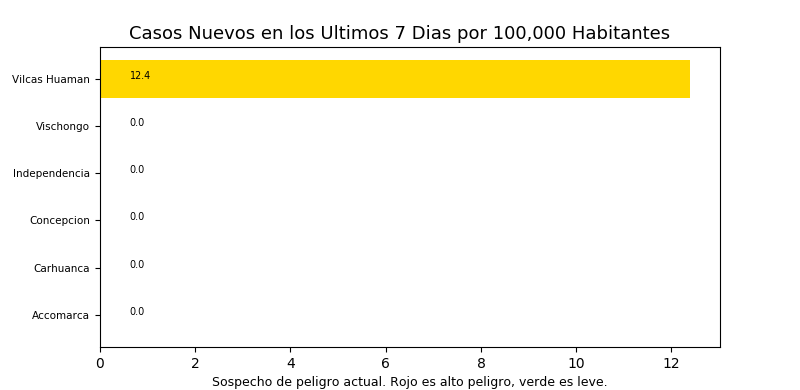 Casos Nuevos en los Ultimos 7 Dias por 100,000 Habitantes
Vilcas Huaman 12.4
Vischongo 0.0
Independencia 0.0
Concepcion 0.0
Carhuanca 0.0
Accomarca 0.0
0 2 4 6 8 10 12
Sospecho de peligro actual. Rojo es alto peligro, verde es leve.